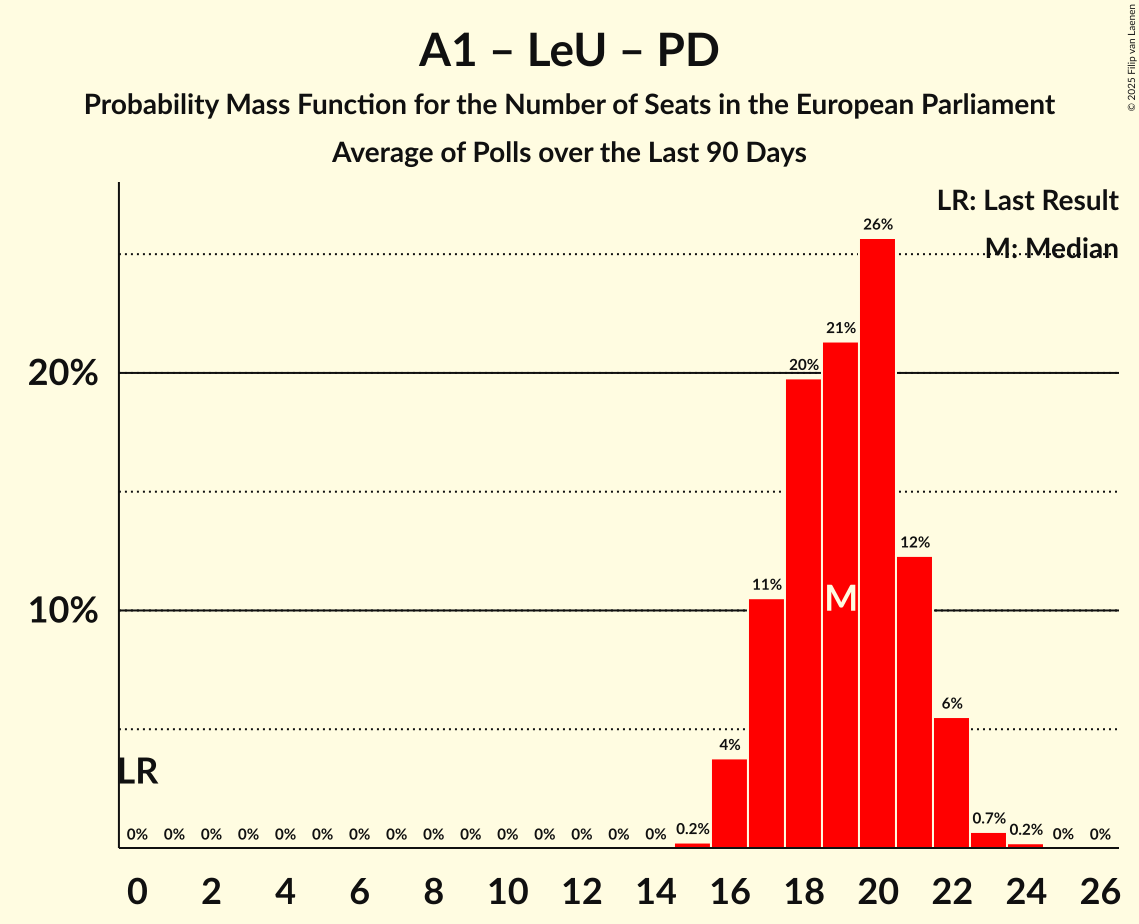 A1 – LeU – PD
Probability Mass Function for the Number of Seats in the European Parliament
Average of Polls over the Last 90 Days
© 2025 Filip van Laenen
LR: Last Result
M: Median
26%
21%
20%
20%
12%
11%
M
10%
6%
4%
LR
0% 0% 0% 0% 0% 0% 0% 0% 0% 0% 0% 0% 0% 0% 0% 0.2% 0.7% 0.2% 0% 0%
0 2 4 6 8 10 12 14 16 18 20 22 24 26